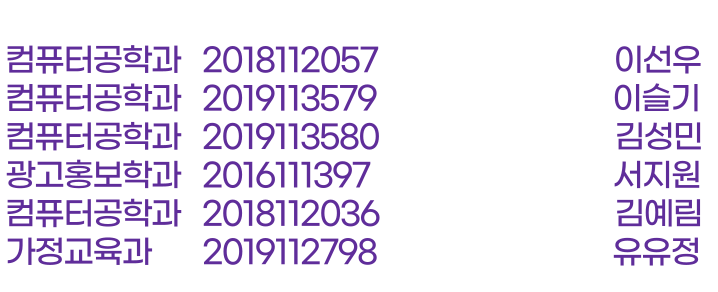 컴퓨터공학과 2018112057 이선우
컴퓨터공학과 2019113579 이슬기
컴퓨터공학과 2019113580 김성민
광고홍보학과 2016111397 서지원
컴퓨터공학과 2018112036 김예림
가정교육과 2019112798 유유정